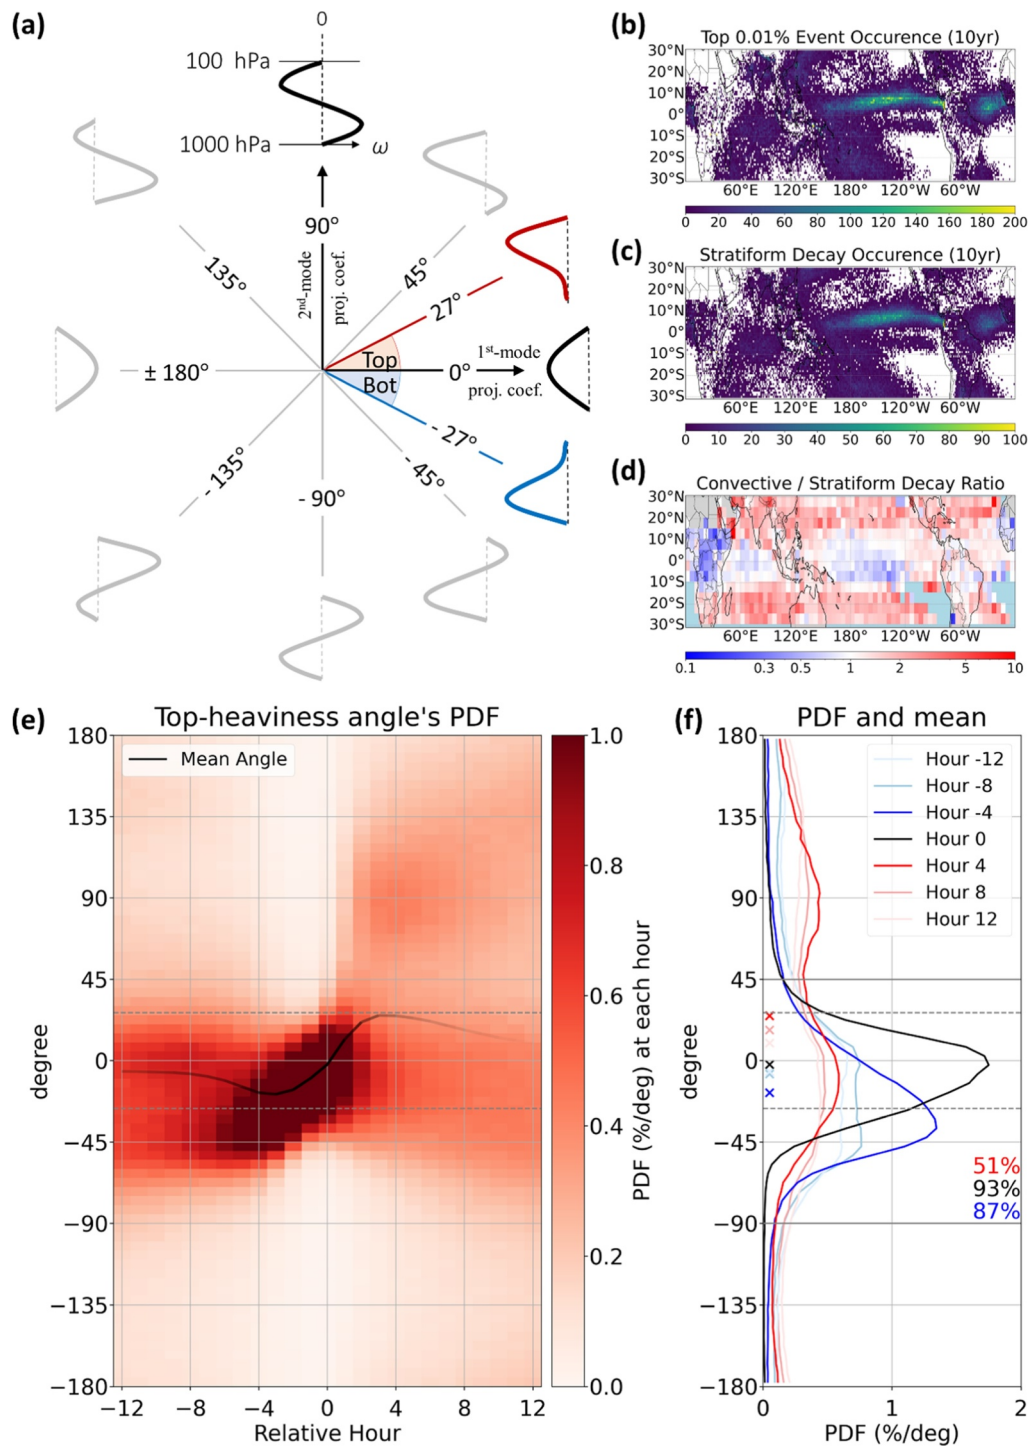 (a)
0
100 hPa
1000 hPa
ω
90°
135°
45°
2nd-mode
proj. coef.
27°
Top
Bot
1st-mode
proj. coef.
0°
± 180°
- 27°
- 135°
- 45°
- 90°
(b)
Top 0.01% Event Occurence (10yr)
30°N
20°N
10°N
0°
10°S
20°S
30°S
60°E 120°E 180° 120°W 60°W
0 20 40 60 80 100 120 140 160 180 200
(c)
Stratiform Decay Occurence (10yr)
30°N
20°N
10°N
0°
10°S
20°S
30°S
60°E 120°E 180° 120°W 60°W
0 10 20 30 40 50 60 70 80 90 100
(d)
Convective / Stratiform Decay Ratio
30°N
20°N
10°N
0°
10°S
20°S
30°S
60°E 120°E 180° 120°W 60°W
0.1 0.3 0.5 1 2 5 10
(e)
Top-heaviness angle's PDF
Mean Angle
180
135
90
45
0
−45
−90
−135
−180
degree
−12 −8 −4 0 4 8 12
Relative Hour
1.0
0.8
0.6
0.4
0.2
0.0
PDF (%/deg) at each hour
(f)
PDF and mean
Hour -12
Hour -8
Hour -4
Hour 0
Hour 4
Hour 8
Hour 12
180
135
90
45
0
−45
−90
−135
−180
degree
51%
93%
87%
0 1 2
PDF (%/deg)